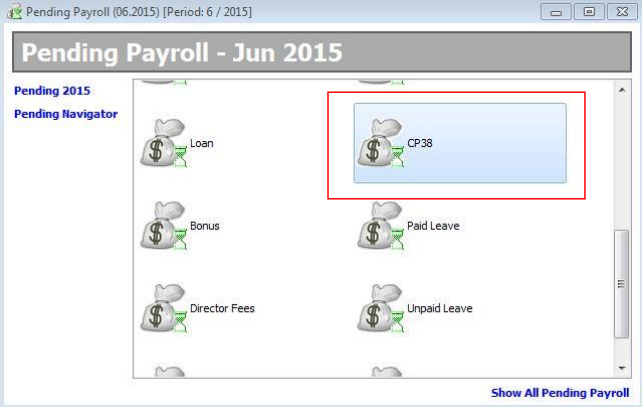 Pending Payroll (06.2015) [Period: 6 / 2015]
Pending Payroll - Jun 2015
Pending 2015
Pending Navigator
Loan
CP38
Bonus
Paid Leave
Director Fees
Unpaid Leave
Show All Pending Payroll